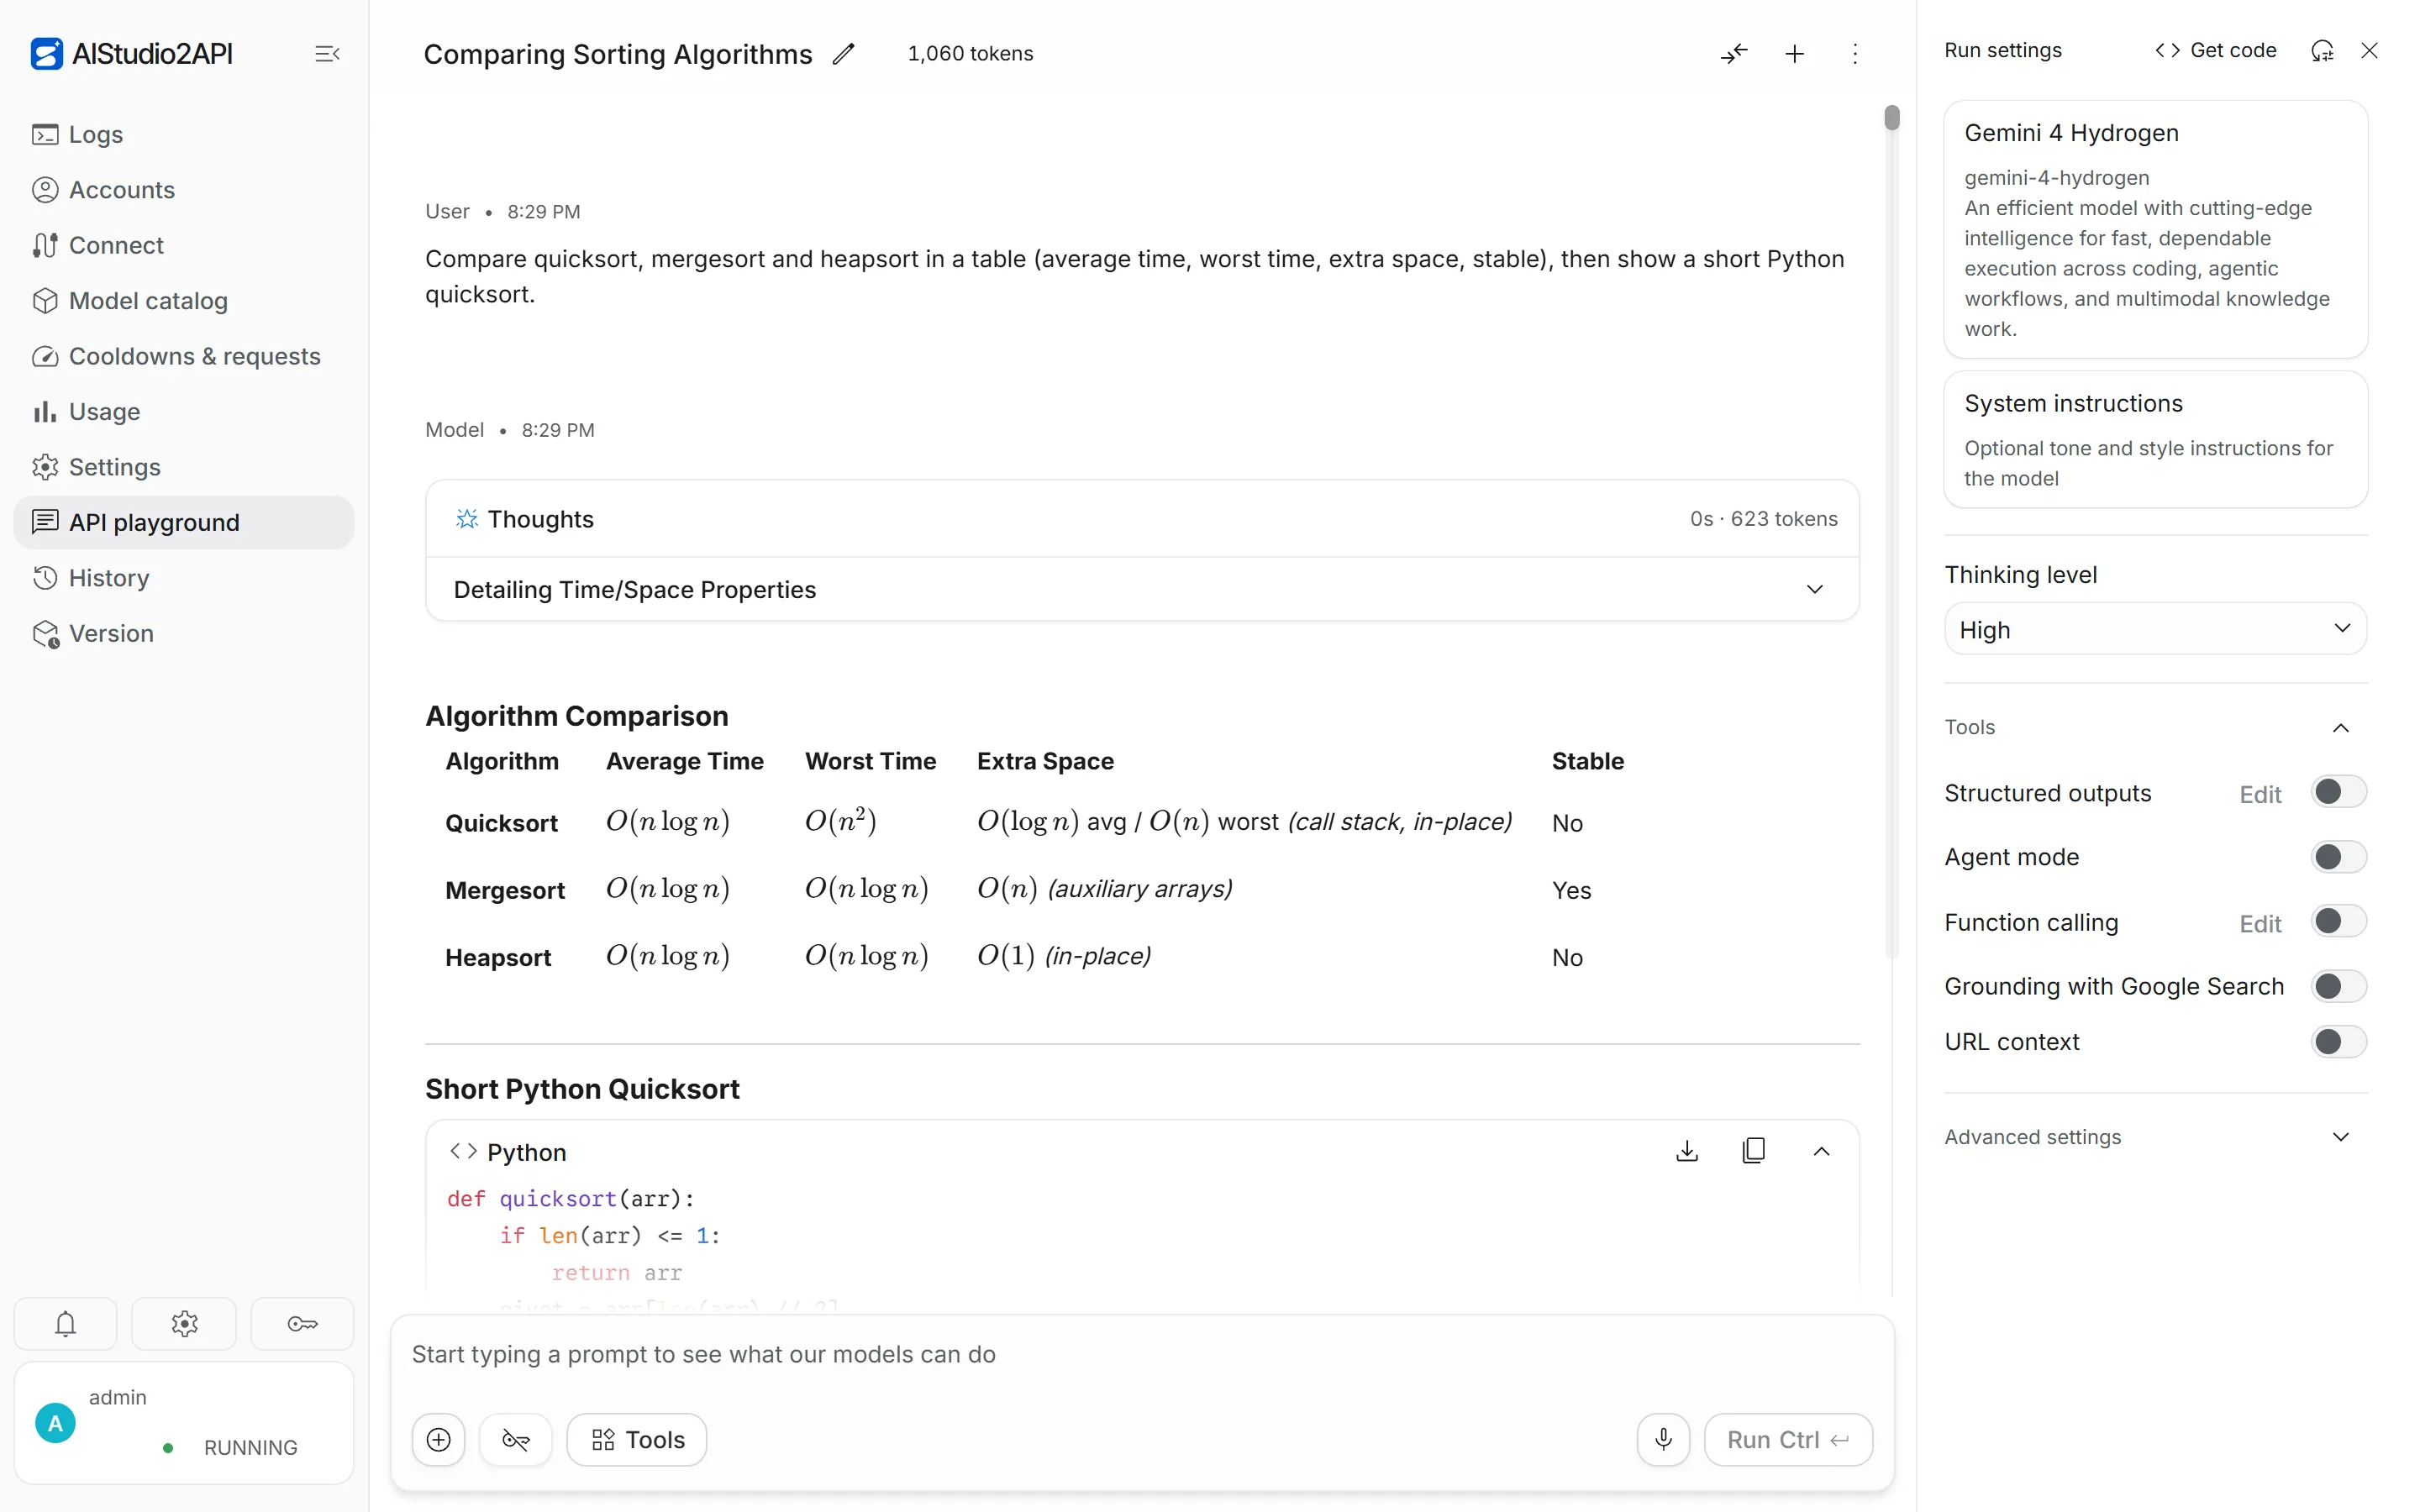 AIStudio2API
Logs
Accounts
Connect
Model catalog
Cooldowns & requests
Usage
Settings
API playground
History
Version
admin
A
RUNNING
Comparing Sorting Algorithms
1,060 tokens
User • 8:29 PM
Compare quicksort, mergesort and heapsort in a table (average time, worst time, extra space, stable), then show a short Python
quicksort.
Model • 8:29 PM
Thoughts
0s · 623 tokens
Detailing Time/Space Properties
Algorithm Comparison
Algorithm Average Time Worst Time Extra Space Stable
Quicksort O(n log n) O(n²) O(log n) avg / O(n) worst (call stack, in-place) No
Mergesort O(n log n) O(n log n) O(n) (auxiliary arrays) Yes
Heapsort O(n log n) O(n log n) O(1) (in-place) No
Short Python Quicksort
Python
def quicksort(arr):
    if len(arr) <= 1:
        return arr
    pivot = arr[len(arr) // 2]
Start typing a prompt to see what our models can do
Tools
Run Ctrl ↵
Run settings
<> Get code
Gemini 4 Hydrogen
gemini-4-hydrogen
An efficient model with cutting-edge
intelligence for fast, dependable
execution across coding, agentic
workflows, and multimodal knowledge
work.
System instructions
Optional tone and style instructions for
the model
Thinking level
High
Tools
Structured outputs Edit
Agent mode
Function calling Edit
Grounding with Google Search
URL context
Advanced settings